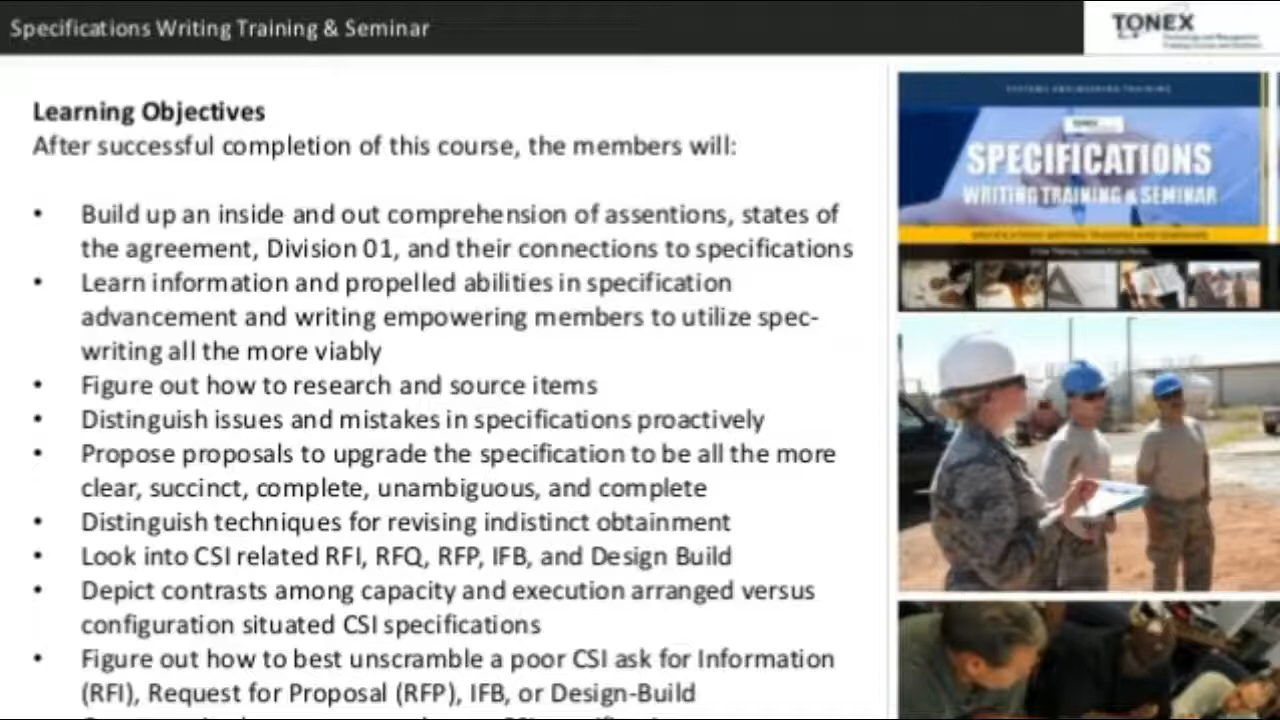 Specifications Writing Training & Seminar
TONEX
Learning Objectives
After successful completion of this course, the members will:
• Build up an inside and out comprehension of assentions, states of
the agreement, Division 01, and their connections to specifications
• Learn information and propelled abilities in specification
advancement and writing empowering members to utilize spec-
writing all the more viably
• Figure out how to research and source items
• Distinguish issues and mistakes in specifications proactively
• Propose proposals to upgrade the specification to be all the more
clear, succinct, complete, unambiguous, and complete
• Distinguish techniques for revising indistinct obtainment
• Look into CSI related RFI, RFQ, RFP, IFB, and Design Build
• Depict contrasts among capacity and execution arranged versus
configuration situated CSI specifications
• Figure out how to best unscramble a poor CSI ask for Information
(RFI), Request for Proposal (RFP), IFB, or Design-Build
SYSTEMS ENGINEERING TRAINING
TONEX
SPECIFICATIONS
WRITING TRAINING & SEMINAR